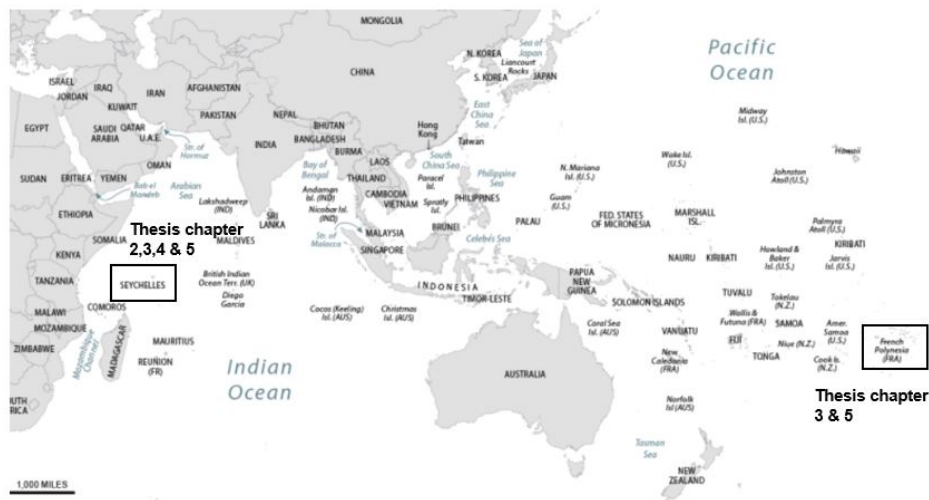 MONGOLIA
Pacific
Ocean
Sea of
Japan
N. KOREA
Liancourt
Rocks
S. KOREA
JAPAN
CHINA
ISRAEL
JORDAN
IRAQ
IRAN
AFGHANISTAN
KUWAIT
PAKISTAN
NEPAL
BHUTAN
East
China
Sea
Midway
Isl. (U.S.)
EGYPT
SAUDI
ARABIA
QATAR
U.A.E.
INDIA
BANGLADESH
BURMA
Hong
Kong
Taiwan
Str. of
Hormuz
OMAN
LAOS
South
China Sea
Wake Isl.
(U.S.)
Hawaii
SUDAN
ERITREA
YEMEN
Bab el
Mandeb
Arabian
Sea
Bay of
Bengal
THAILAND
Paracel
Isl.
Philippine
Sea
N. Mariana
Isl. (U.S.)
Johnston
Atoll (U.S.)
Lakshadweep
(IND)
Andaman
Isl. (IND)
Nicobar Isl.
(IND)
CAMBODIA
VIETNAM
Spratly
Isl.
PHILIPPINES
Guam
(U.S.)
ETHIOPIA
SRI
LANKA
PALAU
FED. STATES
OF MICRONESIA
MARSHALL
ISL.
Palmyra
Atoll (U.S.)
Thesis chapter
2,3,4 & 5
SOMALIA
MALDIVES
Str. of
Malacca
MALAYSIA
BRUNEI
Celebes Sea
KIRIBATI
KENYA
SINGAPORE
NAURU
KIRIBATI
Howland &
Baker
Isl. (U.S.)
Jarvis
Isl. (U.S.)
TANZANIA
SEYCHELLES
British Indian
Ocean Terr. (UK)
Diego
Garcia
INDONESIA
TIMOR-LESTE
PAPUA
NEW
GUINEA
SOLOMON ISLANDS
TUVALU
Tokelau
(N.Z.)
MALAWI
COMOROS
Cocos (Keeling)
Isl. (AUS)
Christmas
Isl. (AUS)
Coral Sea
Isl. (AUS)
Wallis &
Futuna (FRA)
SAMOA
Amer.
Samoa
(U.S.)
MOZAMBIQUE
ZIMBABWE
Mozambique
Channel
MADAGASCAR
MAURITIUS
REUNION
(FR)
VANUATU
FIJI
Niue (N.Z.)
TONGA
Cook Is.
(N.Z.)
French
Polynesia
(FRA)
Indian
Ocean
AUSTRALIA
New
Caledonia
(FRA)
Thesis chapter
3 & 5
UTH
RICA
Norfolk
Isl (AUS)
Tasman
Sea
NEW
ZEALAND
1,000 MILES